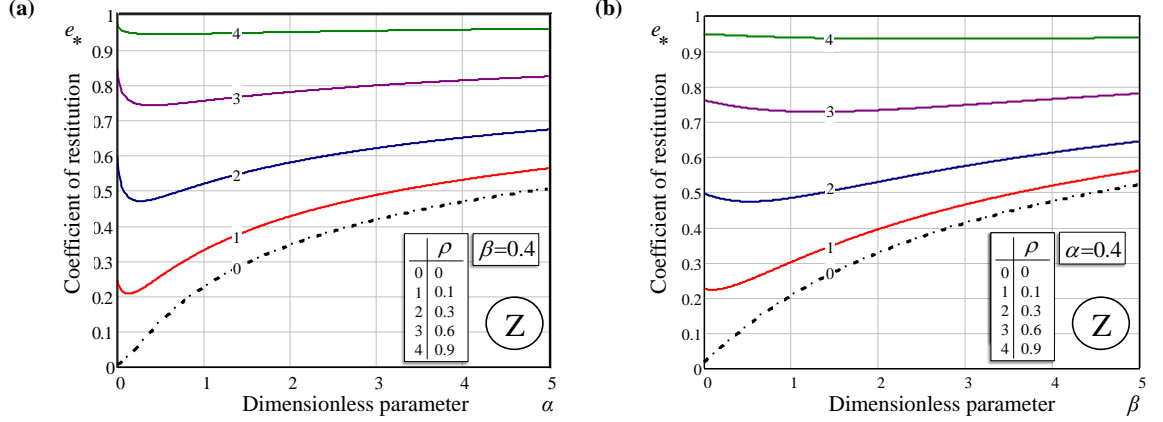 (a)
e*
Coefficient of restitution
1
0.9
0.8
0.7
0.6
0.5
0.4
0.3
0.2
0.1
0
4
3
2
1
0
ρ
0 0
1 0.1
2 0.3
3 0.6
4 0.9
β=0.4
Z
0 1 2 3 4 5
Dimensionless parameter α
(b)
e*
Coefficient of restitution
1
0.9
0.8
0.7
0.6
0.5
0.4
0.3
0.2
0.1
0
4
3
2
1
0
ρ
0 0
1 0.1
2 0.3
3 0.6
4 0.9
α=0.4
Z
0 1 2 3 4 5
Dimensionless parameter β